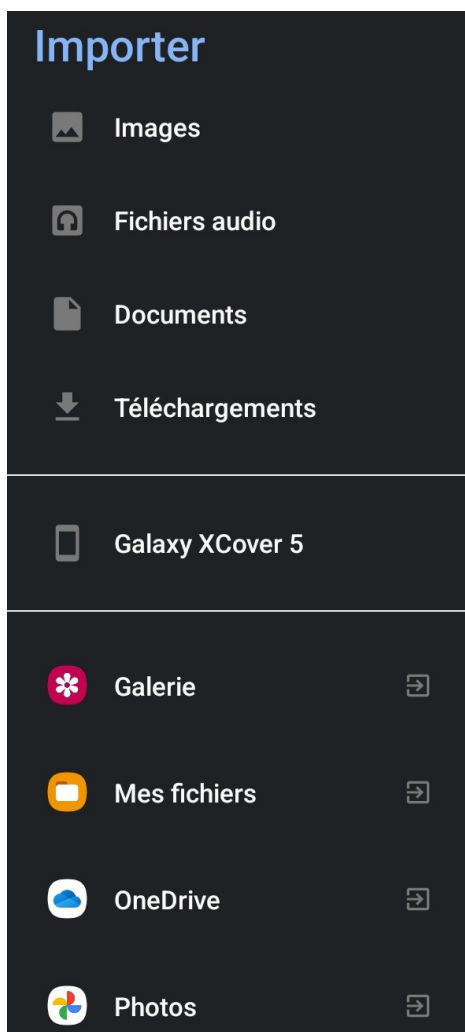 Importer
Images
Fichiers audio
Documents
Téléchargements
Galaxy XCover 5
Galerie
Mes fichiers
OneDrive
Photos